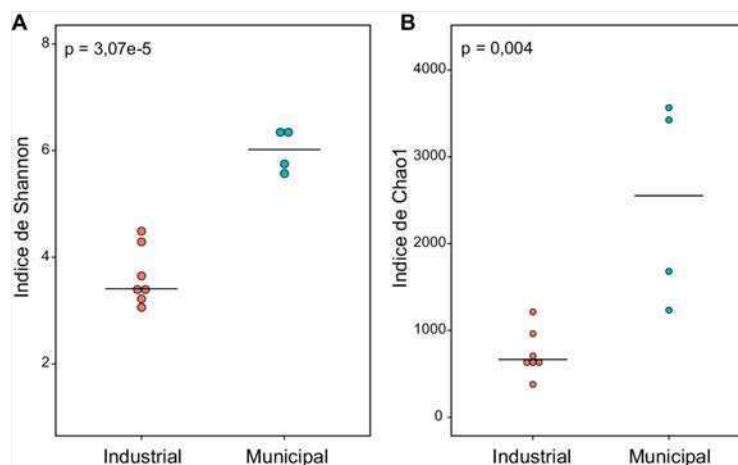 A
p = 3,07e-5
Indice de Shannon
8
6
4
2
Industrial Municipal
B
p = 0,004
Indice de Chao1
4000
3000
2000
1000
0
Industrial Municipal